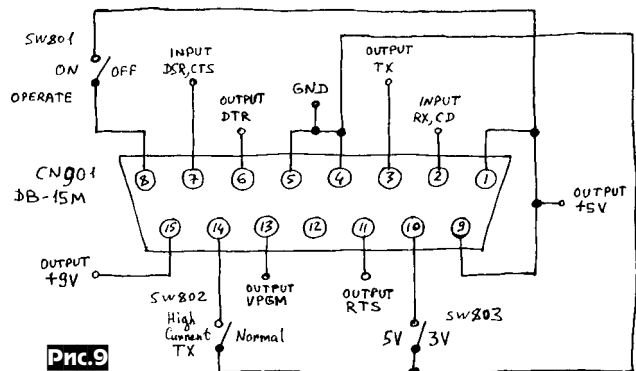 SW801
ON
OFF
OPERATE
INPUT
DSR, CTS
OUTPUT
DTR
GND
OUTPUT
TX
INPUT
RX, CD
CN901
DB-15M
8
7
6
5
4
3
2
1
15
14
13
12
11
10
9
OUTPUT
+5V
OUTPUT
+9V
SW802
High
Current
TX
Normal
OUTPUT
VPGM
OUTPUT
RTS
SW803
5V
3V
Рис.9